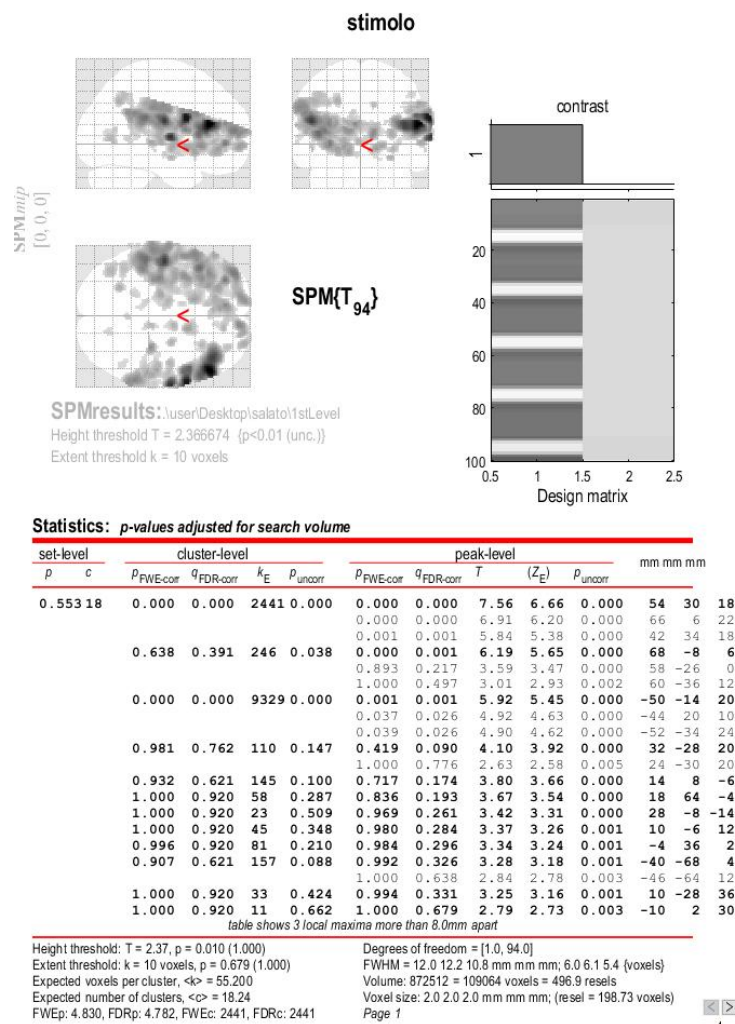 stimolo
SPMmip
[0, 0, 0]
<
<
<
SPM{T94}
SPMresults: .\user\Desktop\salato\1stLevel
Height threshold T = 2.366674 {p<0.01 (unc.)}
Extent threshold k = 10 voxels
contrast
1
20
40
60
80
100
0.5 1 1.5 2 2.5
Design matrix
Statistics: p-values adjusted for search volume
set-level cluster-level peak-level mm mm mm
p c pFWE-corr qFDR-corr kE puncorr pFWE-corr qFDR-corr T (ZE) puncorr
0.553 18 0.000 0.000 2441 0.000 0.000 0.000 7.56 6.66 0.000 54 30 18
0.000 0.000 6.91 6.20 0.000 66 6 22
0.001 0.001 5.84 5.38 0.000 42 34 18
0.638 0.391 246 0.038 0.000 0.001 6.19 5.65 0.000 68 -8 6
0.893 0.217 3.59 3.47 0.000 58 -26 0
1.000 0.497 3.01 2.93 0.002 60 -36 12
0.000 0.000 9329 0.000 0.001 0.001 5.92 5.45 0.000 -50 -14 20
0.037 0.026 4.92 4.63 0.000 -44 20 10
0.039 0.026 4.90 4.62 0.000 -52 -34 24
0.981 0.762 110 0.147 0.419 0.090 4.10 3.92 0.000 32 -28 20
1.000 0.776 2.63 2.58 0.005 24 -30 20
0.932 0.621 145 0.100 0.717 0.174 3.80 3.66 0.000 14 8 -6
1.000 0.920 58 0.287 0.836 0.193 3.67 3.54 0.000 18 64 -4
1.000 0.920 23 0.509 0.969 0.261 3.42 3.31 0.000 28 -8 -14
1.000 0.920 45 0.348 0.980 0.284 3.37 3.26 0.001 10 -6 12
0.996 0.920 81 0.210 0.984 0.296 3.34 3.24 0.001 -4 36 2
0.907 0.621 157 0.088 0.992 0.326 3.28 3.18 0.001 -40 -68 4
1.000 0.638 2.84 2.78 0.003 -46 -64 12
1.000 0.920 33 0.424 0.994 0.331 3.25 3.16 0.001 10 -28 36
1.000 0.920 11 0.662 1.000 0.679 2.79 2.73 0.003 -10 2 30
table shows 3 local maxima more than 8.0mm apart
Height threshold: T = 2.37, p = 0.010 (1.000)
Extent threshold: k = 10 voxels, p = 0.679 (1.000)
Expected voxels per cluster, <k> = 55.200
Expected number of clusters, <c> = 18.24
FWEp: 4.830, FDRp: 4.782, FWEc: 2441, FDRc: 2441
Degrees of freedom = [1.0, 94.0]
FWHM = 12.0 12.2 10.8 mm mm mm; 6.0 6.1 5.4 {voxels}
Volume: 872512 = 109064 voxels = 496.9 resels
Voxel size: 2.0 2.0 2.0 mm mm mm; (resel = 198.73 voxels)
Page 1